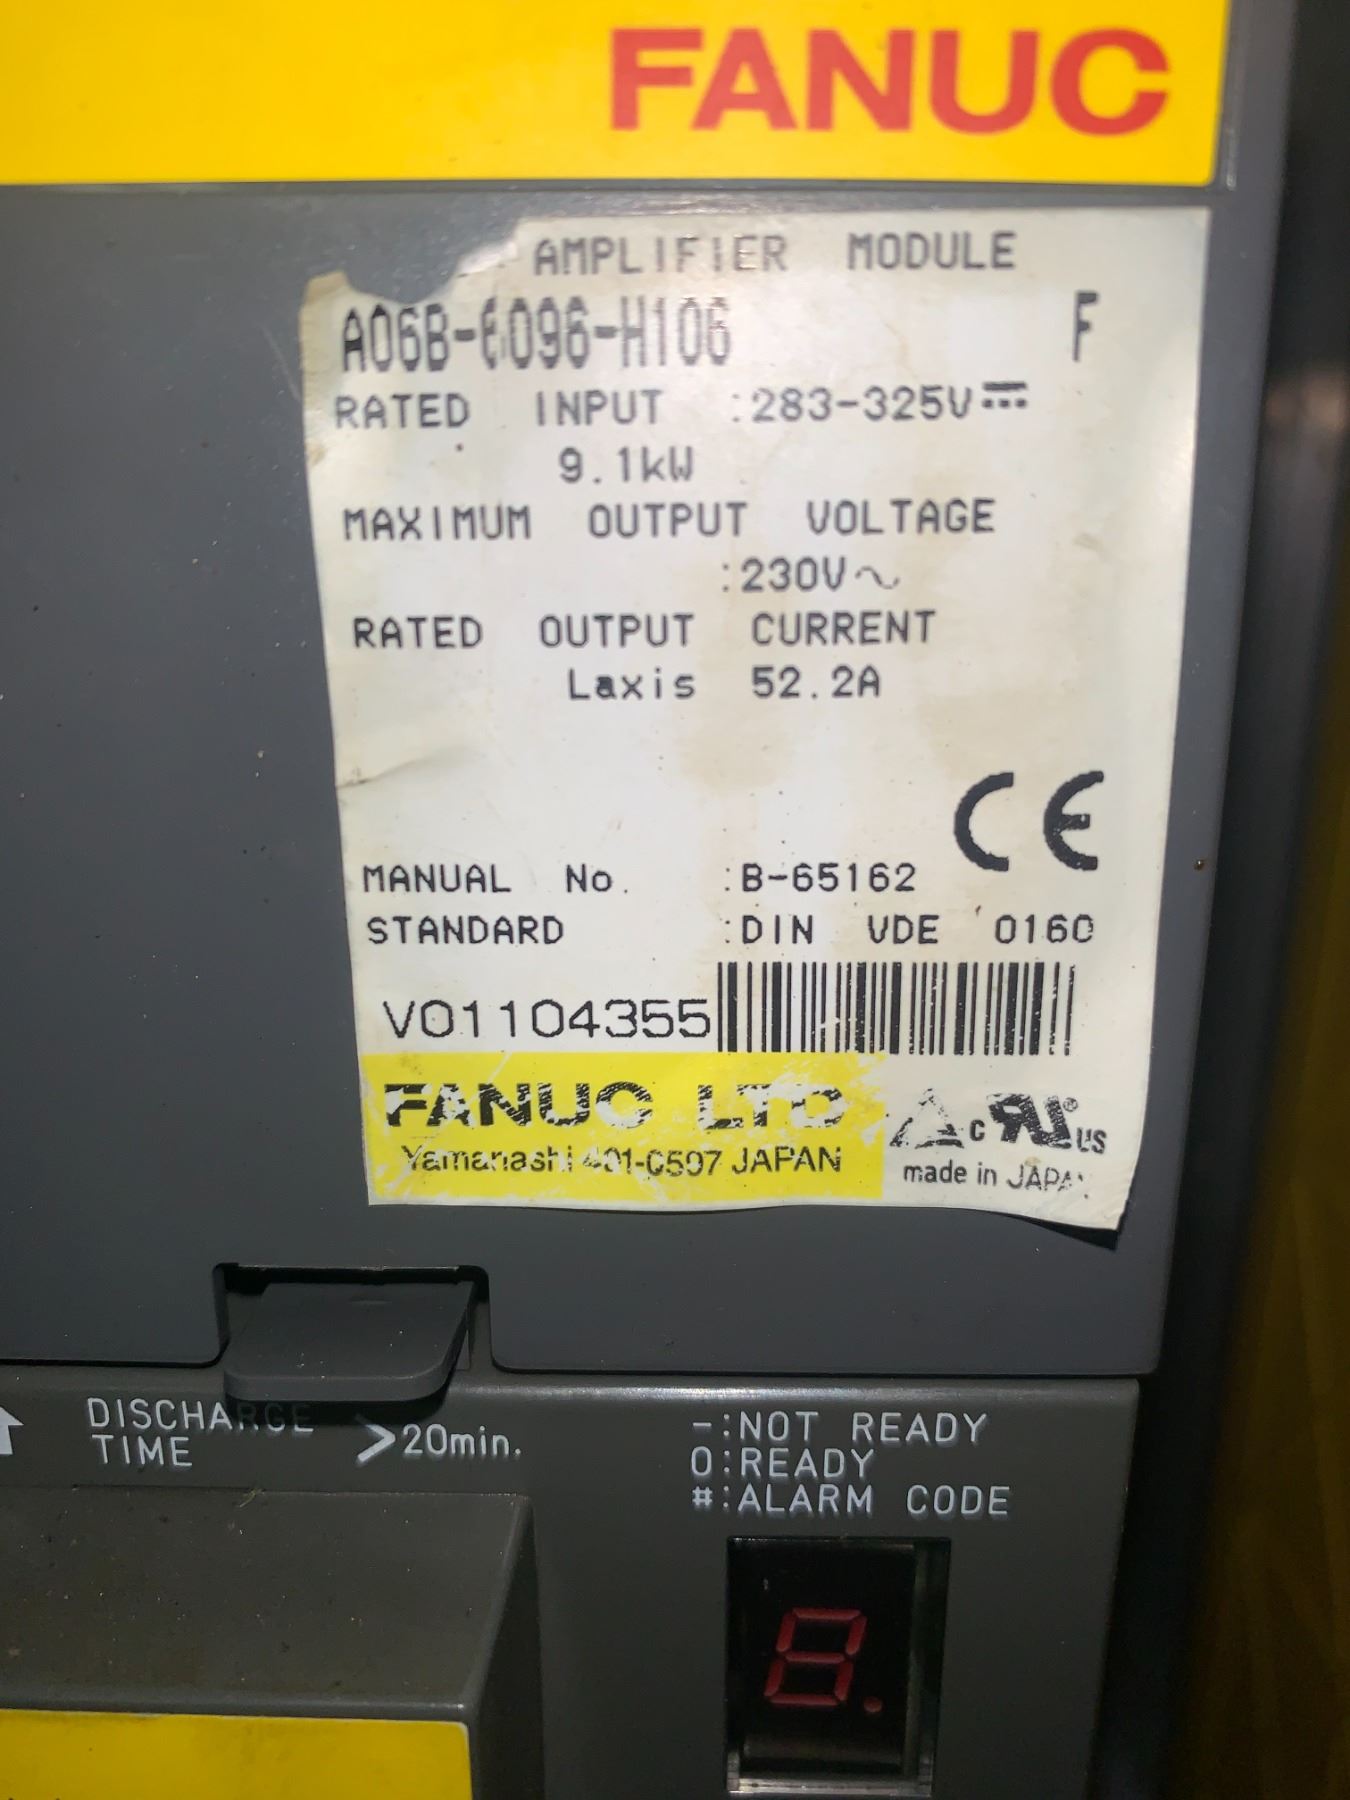 FANUC
AMPLIFIER MODULE
A06B-6096-H106 F
RATED INPUT :283-325V⎓
9.1kW
MAXIMUM OUTPUT VOLTAGE
:230V~
RATED OUTPUT CURRENT
Laxis 52.2A
CE
MANUAL No. :B-65162
STANDARD :DIN VDE 0160
V01104355
FANUC LTD
Yamanashi 401-0597 JAPAN
c RU® US
made in JAPAN
DISCHARGE
TIME >20min.
-:NOT READY
0:READY
#:ALARM CODE
8.